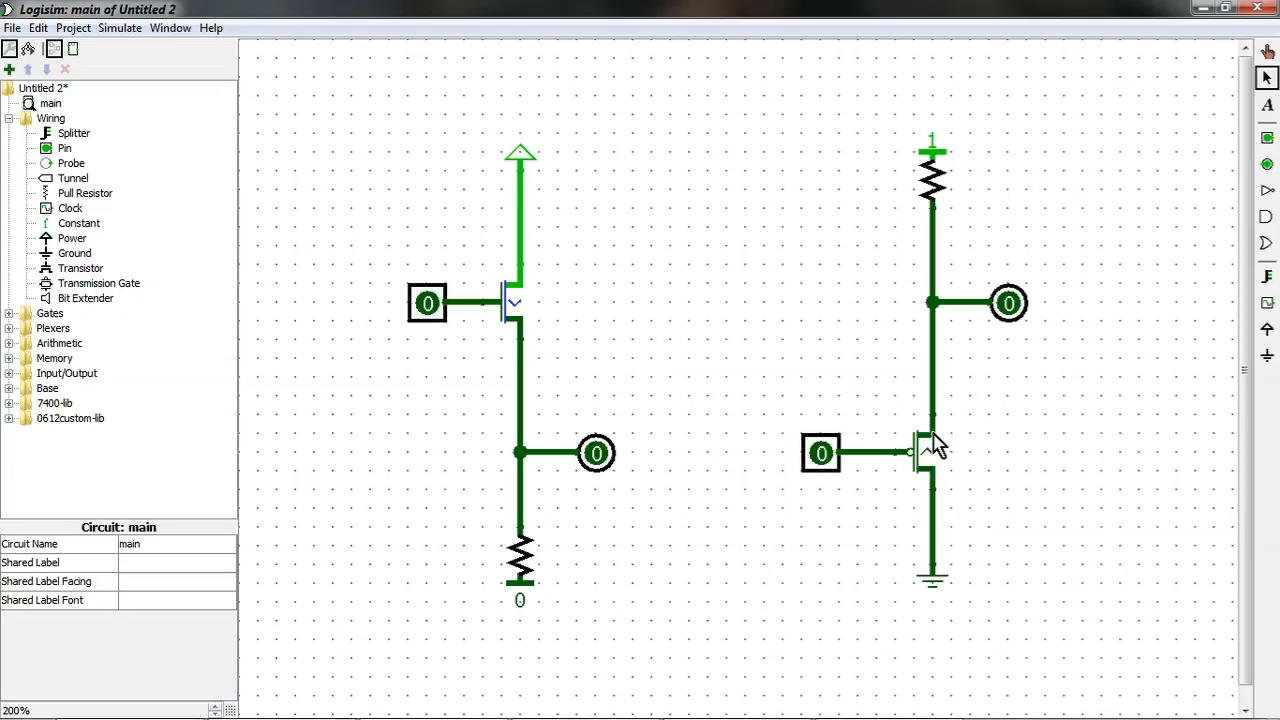 Logisim: main of Untitled 2
File Edit Project Simulate Window Help
Untitled 2*
main
Wiring
Splitter
Pin
Probe
Tunnel
Pull Resistor
Clock
Constant
Power
Ground
Transistor
Transmission Gate
Bit Extender
Gates
Plexers
Arithmetic
Memory
Input/Output
Base
7400-lib
0612custom-lib
Circuit: main
Circuit Name main
Shared Label
Shared Label Facing
Shared Label Font
200%
1
0 0
0 0
0
A